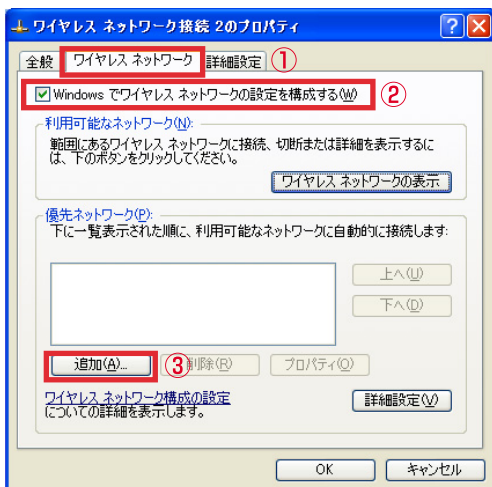 ワイヤレス ネットワーク接続 2のプロパティ
全般 ワイヤレス ネットワーク 詳細設定 ①
Windows でワイヤレス ネットワークの設定を構成する(W) ②
利用可能なネットワーク(N):
範囲にあるワイヤレス ネットワークに接続、切断または詳細を表示するに
は、下のボタンをクリックしてください。
ワイヤレス ネットワークの表示
優先ネットワーク(P):
下に一覧表示された順に、利用可能なネットワークに自動的に接続します:
上へ(U)
下へ(D)
追加(A)... ③ 削除(R) プロパティ(O)
ワイヤレス ネットワーク構成の設定
についての詳細を表示します。
詳細設定(V)
OK キャンセル